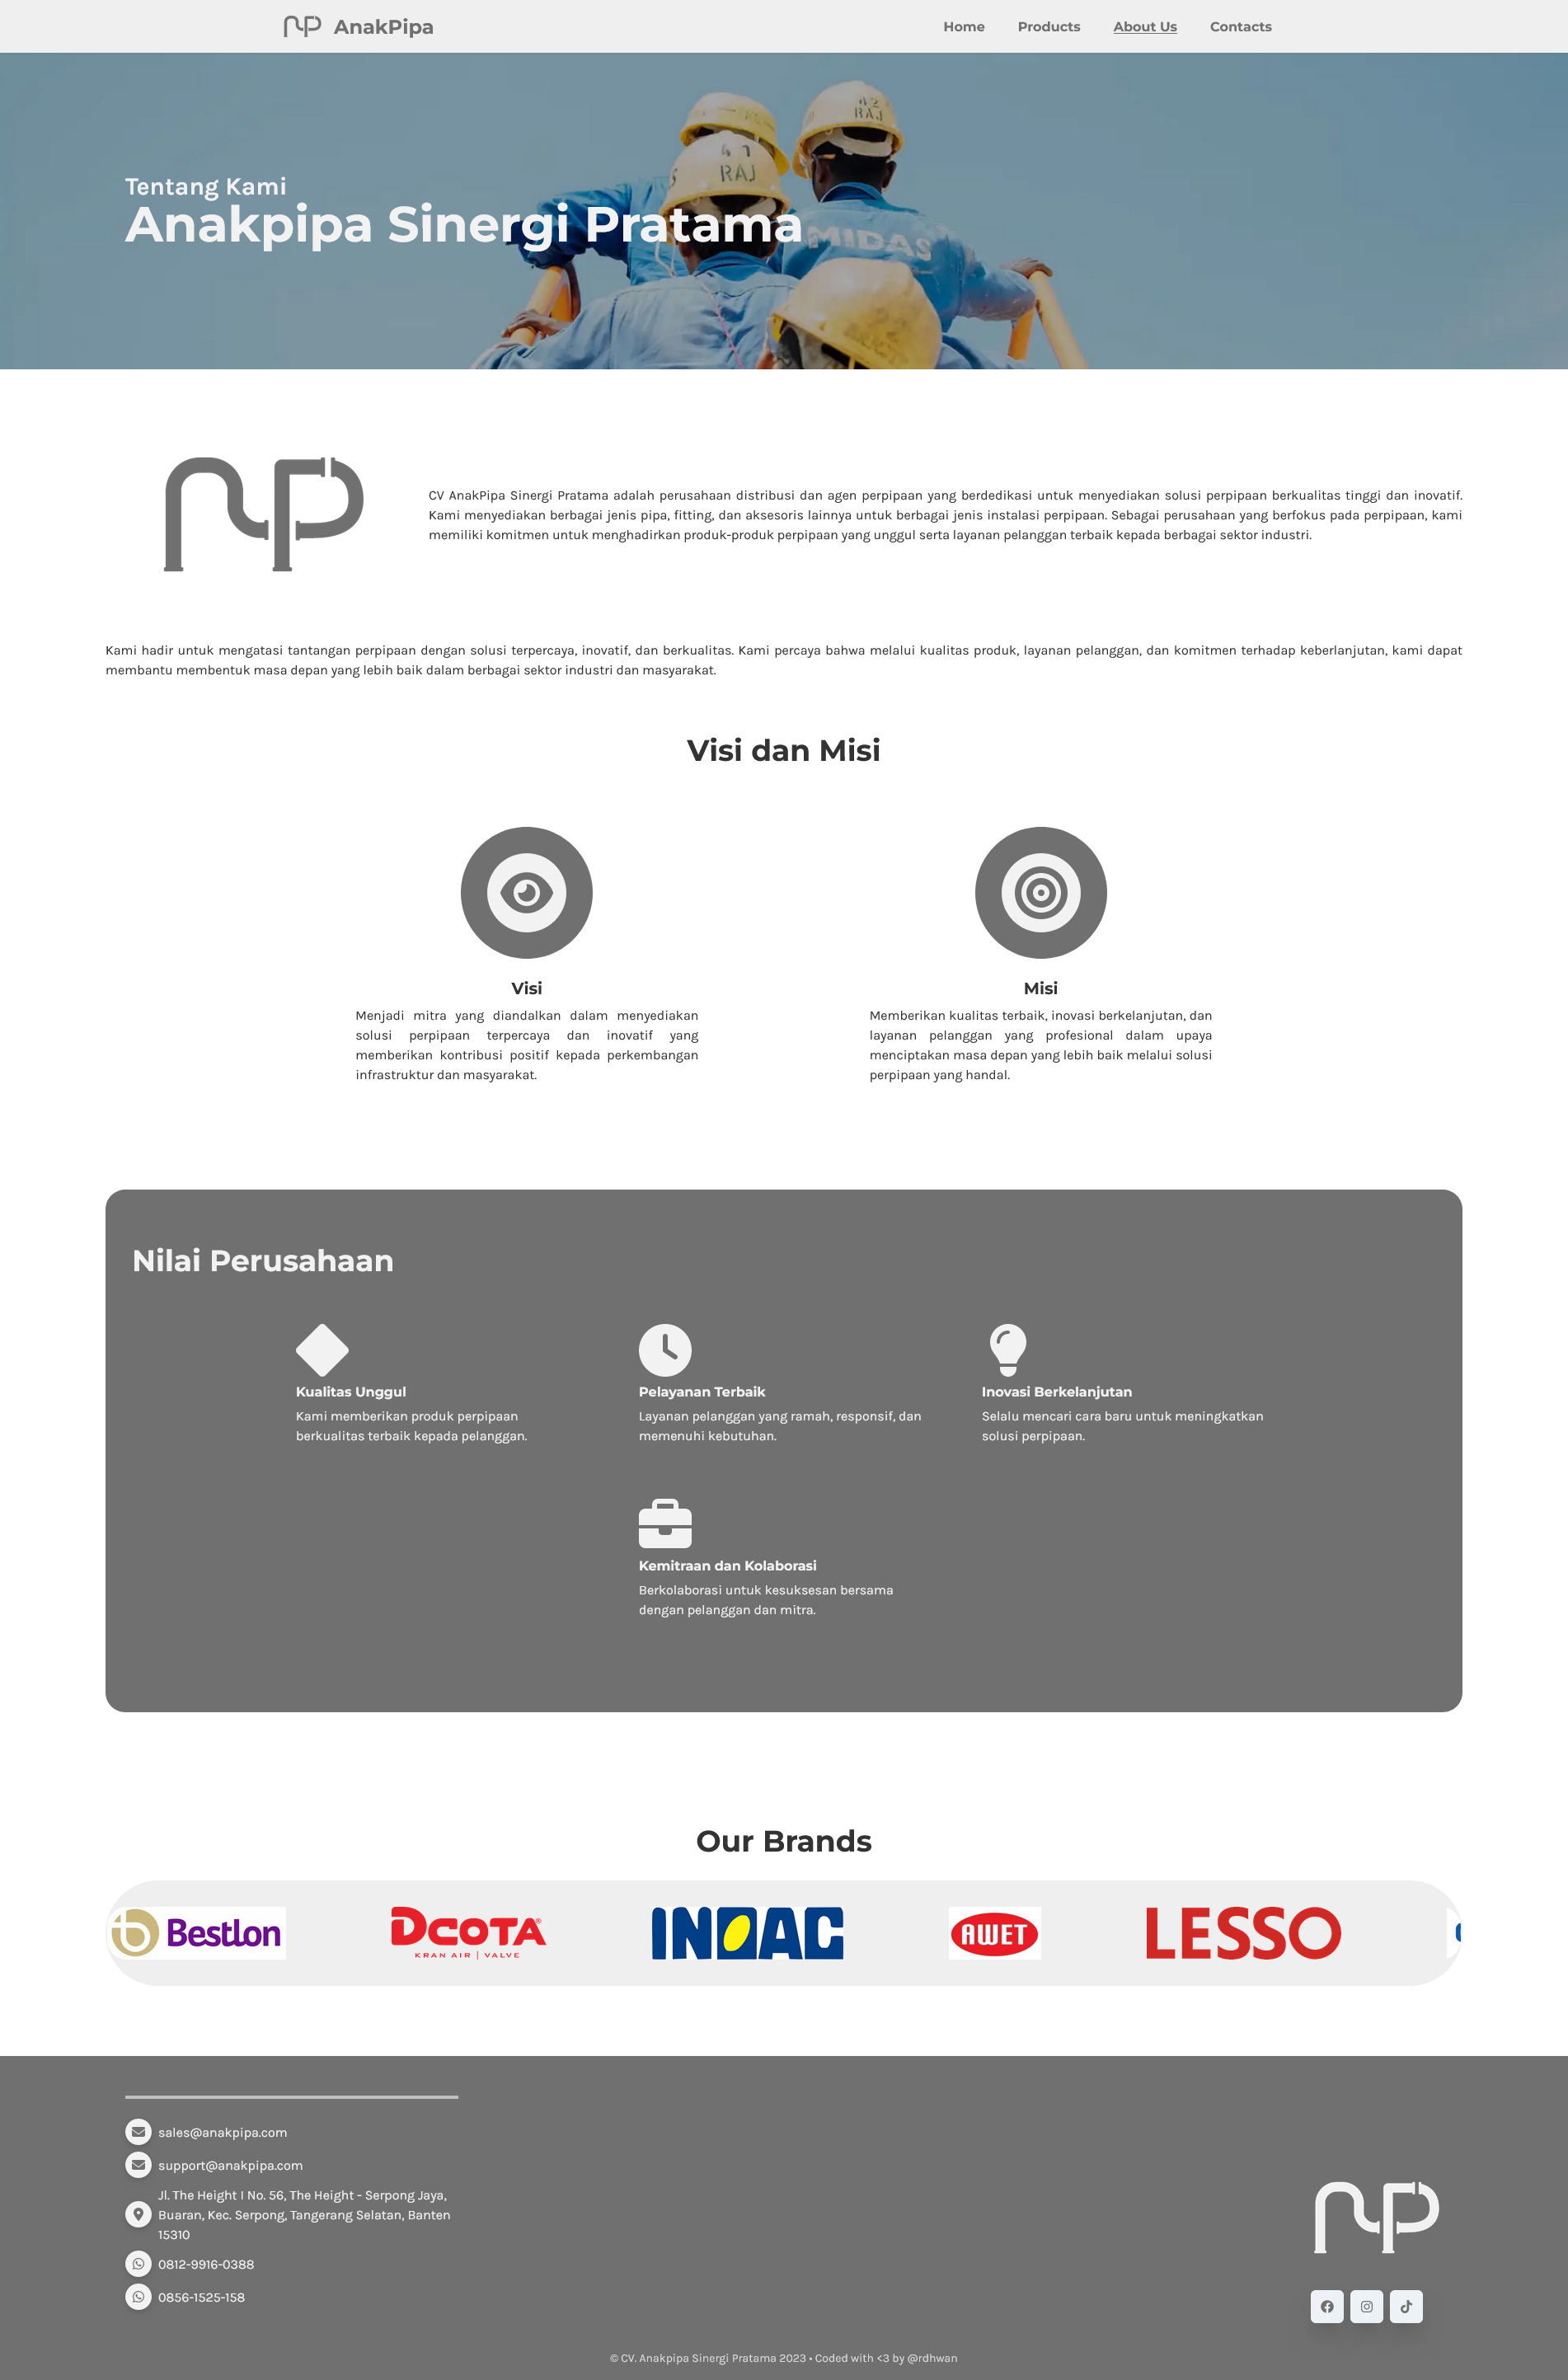 AnakPipa
Home
Products
About Us
Contacts
41
RAJ
42
RAJ
MIDAS
Tentang Kami
Anakpipa Sinergi Pratama
CV AnakPipa Sinergi Pratama adalah perusahaan distribusi dan agen perpipaan yang berdedikasi untuk menyediakan solusi perpipaan berkualitas tinggi dan inovatif.
Kami menyediakan berbagai jenis pipa, fitting, dan aksesoris lainnya untuk berbagai jenis instalasi perpipaan. Sebagai perusahaan yang berfokus pada perpipaan, kami
memiliki komitmen untuk menghadirkan produk-produk perpipaan yang unggul serta layanan pelanggan terbaik kepada berbagai sektor industri.
Kami hadir untuk mengatasi tantangan perpipaan dengan solusi terpercaya, inovatif, dan berkualitas. Kami percaya bahwa melalui kualitas produk, layanan pelanggan, dan komitmen terhadap keberlanjutan, kami dapat
membantu membentuk masa depan yang lebih baik dalam berbagai sektor industri dan masyarakat.
Visi dan Misi
Visi
Menjadi mitra yang diandalkan dalam menyediakan
solusi perpipaan terpercaya dan inovatif yang
memberikan kontribusi positif kepada perkembangan
infrastruktur dan masyarakat.
Misi
Memberikan kualitas terbaik, inovasi berkelanjutan, dan
layanan pelanggan yang profesional dalam upaya
menciptakan masa depan yang lebih baik melalui solusi
perpipaan yang handal.
Nilai Perusahaan
Kualitas Unggul
Kami memberikan produk perpipaan
berkualitas terbaik kepada pelanggan.
Pelayanan Terbaik
Layanan pelanggan yang ramah, responsif, dan
memenuhi kebutuhan.
Inovasi Berkelanjutan
Selalu mencari cara baru untuk meningkatkan
solusi perpipaan.
Kemitraan dan Kolaborasi
Berkolaborasi untuk kesuksesan bersama
dengan pelanggan dan mitra.
Our Brands
Bestlon
DCOTA®
KRAN AIR | VALVE
INOAC
AWET
LESSO
sales@anakpipa.com
support@anakpipa.com
Jl. The Height I No. 56, The Height - Serpong Jaya,
Buaran, Kec. Serpong, Tangerang Selatan, Banten
15310
0812-9916-0388
0856-1525-158
© CV. Anakpipa Sinergi Pratama 2023 • Coded with <3 by @rdhwan